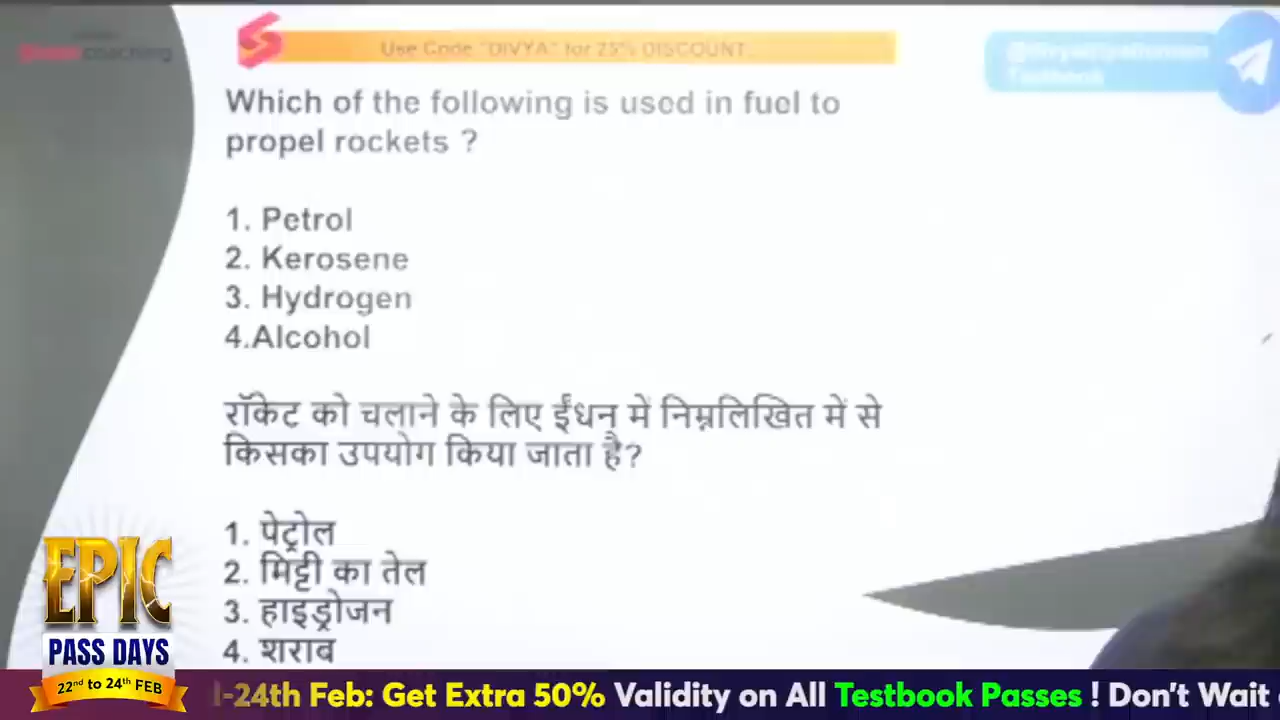 coaching
Use Code "DIVYA" for 25% DISCOUNT
Testbook
Which of the following is used in fuel to
propel rockets ?
1. Petrol
2. Kerosene
3. Hydrogen
4.Alcohol
रॉकेट को चलाने के लिए ईंधन में निम्नलिखित में से
किसका उपयोग किया जाता है?
1. पेट्रोल
2. मिट्टी का तेल
3. हाइड्रोजन
4. शराब
EPIC
PASS DAYS
22nd to 24th FEB
-24th Feb: Get Extra 50% Validity on All Testbook Passes ! Don't Wait